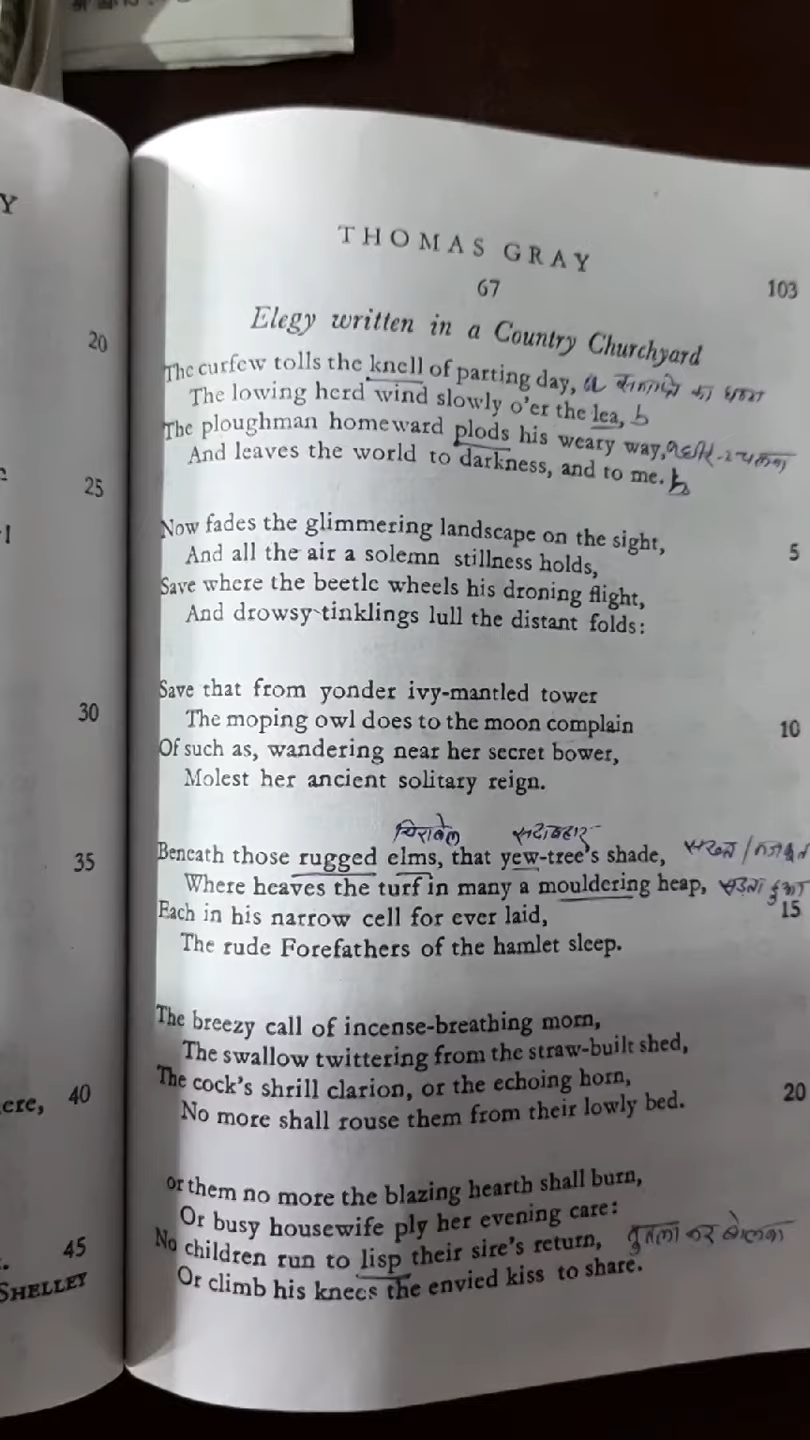 Y
20
25
30
35
ere, 40
45
SHELLEY
THOMAS GRAY
67 103
Elegy written in a Country Churchyard
The curfew tolls the knell of parting day, a का
The lowing herd wind slowly o'er the lea, b
The ploughman homeward plods his weary way, a
And leaves the world to darkness, and to me. b
Now fades the glimmering landscape on the sight, 5
And all the air a solemn stillness holds,
Save where the beetle wheels his droning flight,
And drowsy tinklings lull the distant folds:
Save that from yonder ivy-mantled tower
The moping owl does to the moon complain 10
Of such as, wandering near her secret bower,
Molest her ancient solitary reign.
चिराबेल सदाबहार
Beneath those rugged elms, that yew-tree's shade, सख्त /
Where heaves the turf in many a mouldering heap, सड़ता हुआ
Each in his narrow cell for ever laid, 15
The rude Forefathers of the hamlet sleep.
The breezy call of incense-breathing morn,
The swallow twittering from the straw-built shed,
The cock's shrill clarion, or the echoing horn,
No more shall rouse them from their lowly bed. 20
or them no more the blazing hearth shall burn,
Or busy housewife ply her evening care:
No children run to lisp their sire's return, तुतला कर बोलना
Or climb his knees the envied kiss to share.